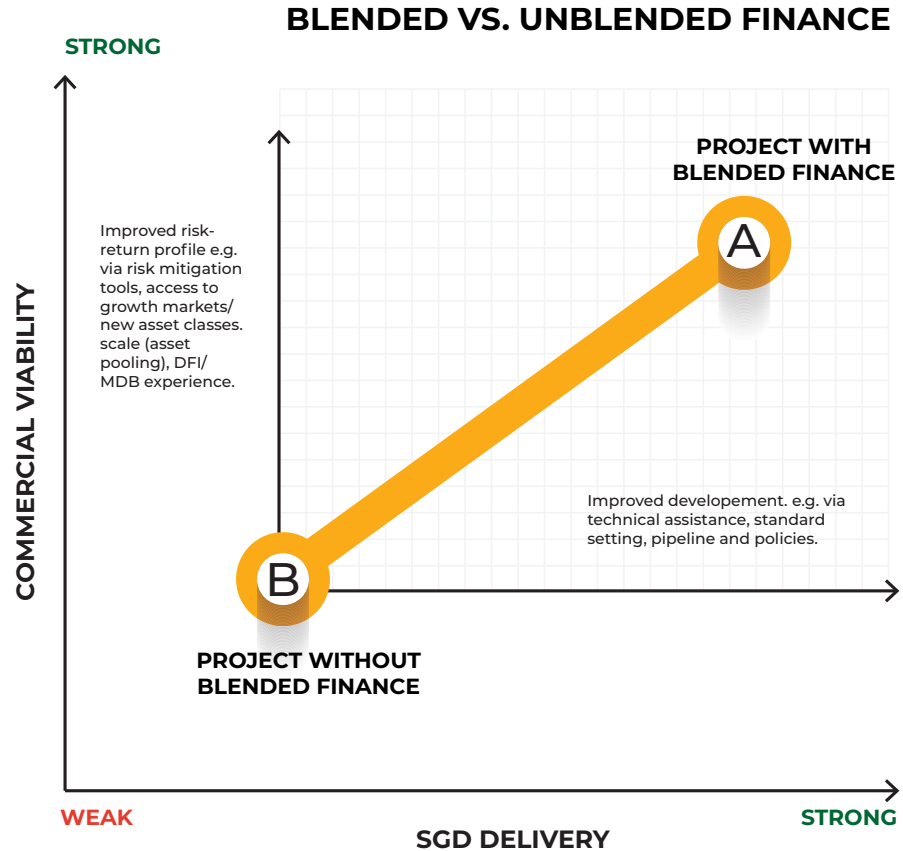 BLENDED VS. UNBLENDED FINANCE
STRONG
PROJECT WITH
BLENDED FINANCE
A
Improved risk-
return profile e.g.
via risk mitigation
tools, access to
growth markets/
new asset classes.
scale (asset
pooling), DFI/
MDB experience.
COMMERCIAL VIABILITY
Improved developement. e.g. via
technical assistance, standard
setting, pipeline and policies.
B
PROJECT WITHOUT
BLENDED FINANCE
WEAK
STRONG
SGD DELIVERY